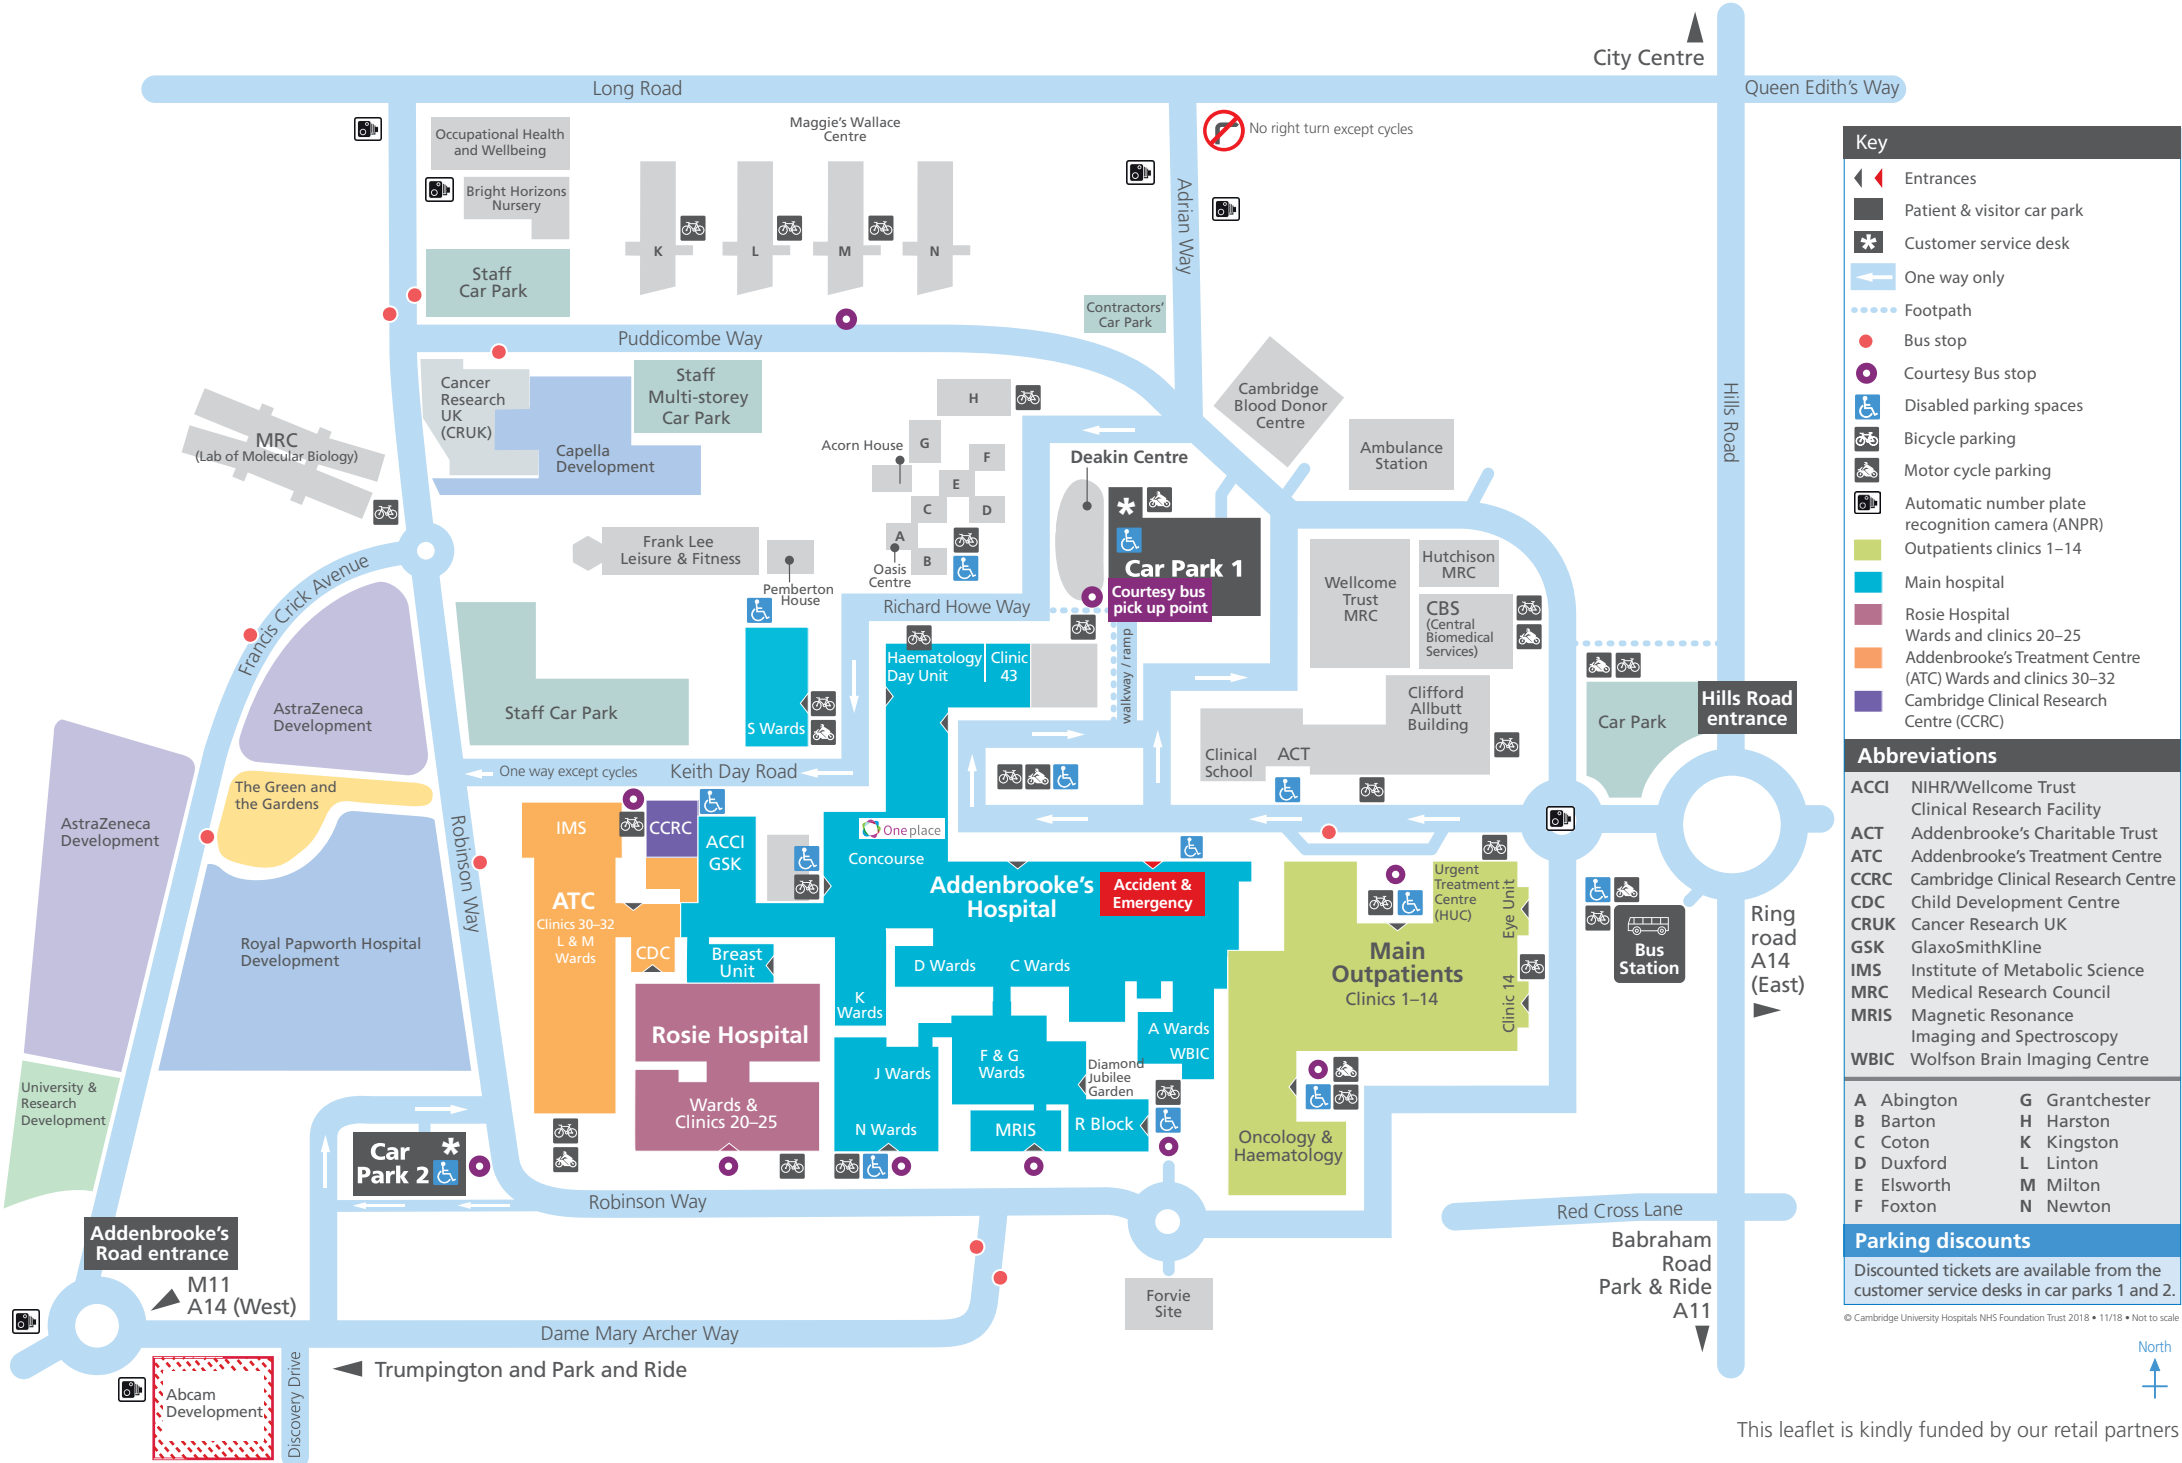 City Centre
Long Road
Queen Edith's Way
Occupational Health
and Wellbeing
Maggie's Wallace
Centre
No right turn except cycles
Bright Horizons
Nursery
K
L
M
N
Adrian Way
Staff
Car Park
Contractors'
Car Park
Puddicombe Way
Cancer
Research
UK
(CRUK)
Staff
Multi-storey
Car Park
Capella
Development
MRC
(Lab of Molecular Biology)
H
G
Acorn House
F
E
C
D
A
B
Oasis
Centre
Deakin Centre
Cambridge
Blood Donor
Centre
Ambulance
Station
Hills Road
Frank Lee
Leisure & Fitness
Pemberton
House
*
Car Park 1
Courtesy bus
pick up point
Richard Howe Way
Wellcome
Trust
MRC
Hutchison
MRC
CBS
(Central
Biomedical
Services)
Francis Crick Avenue
AstraZeneca
Development
Staff Car Park
S Wards
Haematology
Day Unit
Clinic
43
walkway / ramp
Clifford
Allbutt
Building
Clinical
School
ACT
Car Park
Hills Road
entrance
One way except cycles
Keith Day Road
The Green and
the Gardens
AstraZeneca
Development
Robinson Way
IMS
CCRC
ACCI
GSK
One place
Concourse
Addenbrooke's
Hospital
Accident &
Emergency
Urgent
Treatment
Centre
(HUC)
Eye Unit
ATC
Clinics 30–32
L & M
Wards
CDC
Breast
Unit
D Wards
C Wards
Main
Outpatients
Clinics 1–14
Clinic 14
Bus
Station
Ring
road
A14
(East)
Royal Papworth Hospital
Development
K
Wards
Rosie Hospital
A Wards
WBIC
J Wards
F & G
Wards
Diamond
Jubilee
Garden
University &
Research
Development
Wards &
Clinics 20–25
N Wards
MRIS
R Block
Oncology &
Haematology
Car
Park 2
*
Robinson Way
Red Cross Lane
Addenbrooke's
Road entrance
M11
A14 (West)
Babraham
Road
Park & Ride
A11
Forvie
Site
Dame Mary Archer Way
Trumpington and Park and Ride
Discovery Drive
Abcam
Development
Key
Entrances
Patient & visitor car park
* Customer service desk
One way only
Footpath
Bus stop
Courtesy Bus stop
Disabled parking spaces
Bicycle parking
Motor cycle parking
Automatic number plate
recognition camera (ANPR)
Outpatients clinics 1–14
Main hospital
Rosie Hospital
Wards and clinics 20–25
Addenbrooke's Treatment Centre
(ATC) Wards and clinics 30–32
Cambridge Clinical Research
Centre (CCRC)
Abbreviations
ACCI NIHR/Wellcome Trust
Clinical Research Facility
ACT Addenbrooke's Charitable Trust
ATC Addenbrooke's Treatment Centre
CCRC Cambridge Clinical Research Centre
CDC Child Development Centre
CRUK Cancer Research UK
GSK GlaxoSmithKline
IMS Institute of Metabolic Science
MRC Medical Research Council
MRIS Magnetic Resonance
Imaging and Spectroscopy
WBIC Wolfson Brain Imaging Centre
A Abington G Grantchester
B Barton H Harston
C Coton K Kingston
D Duxford L Linton
E Elsworth M Milton
F Foxton N Newton
Parking discounts
Discounted tickets are available from the
customer service desks in car parks 1 and 2.
© Cambridge University Hospitals NHS Foundation Trust 2018 • 11/18 • Not to scale
North
This leaflet is kindly funded by our retail partners